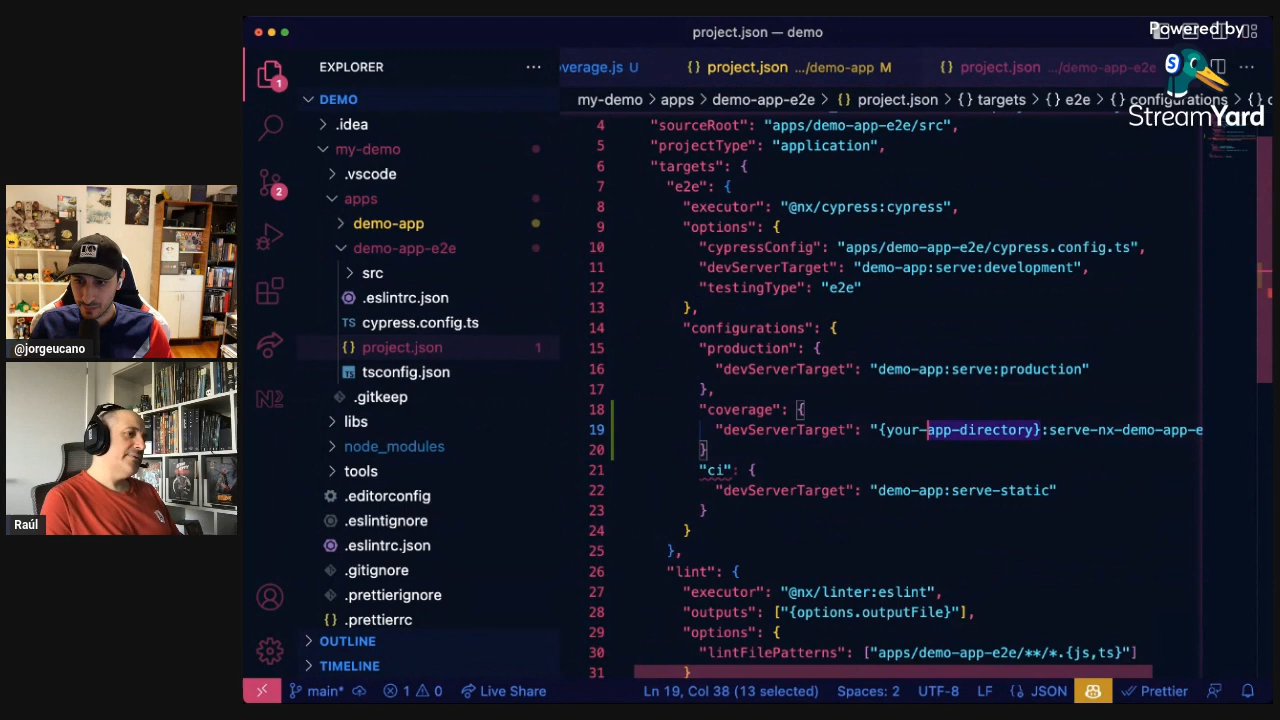 project.json — demo
Powered by
StreamYard
EXPLORER
DEMO
.idea
my-demo
.vscode
apps
demo-app
demo-app-e2e
src
.eslintrc.json
cypress.config.ts
project.json 1
tsconfig.json
.gitkeep
libs
node_modules
tools
.editorconfig
.eslintignore
.eslintrc.json
.gitignore
.prettierignore
.prettierrc
OUTLINE
TIMELINE
1
2
@jorgeucano
Raúl
overage.js U {} project.json .../demo-app M {} project.json .../demo-app-e2e
my-demo > apps > demo-app-e2e > {} project.json > {} targets > {} e2e > {} configurations > {} c
4 "sourceRoot": "apps/demo-app-e2e/src",
5 "projectType": "application",
6 "targets": {
7 "e2e": {
8 "executor": "@nx/cypress:cypress",
9 "options": {
10 "cypressConfig": "apps/demo-app-e2e/cypress.config.ts",
11 "devServerTarget": "demo-app:serve:development",
12 "testingType": "e2e"
13 },
14 "configurations": {
15 "production": {
16 "devServerTarget": "demo-app:serve:production"
17 },
18 "coverage": {
19 "devServerTarget": "{your-app-directory}:serve-nx-demo-app-e
20 }
21 "ci": {
22 "devServerTarget": "demo-app:serve-static"
23 }
24 }
25 },
26 "lint": {
27 "executor": "@nx/linter:eslint",
28 "outputs": ["{options.outputFile}"],
29 "options": {
30 "lintFilePatterns": ["apps/demo-app-e2e/**/*.{js,ts}"]
31 }
main* 1 0 Live Share Ln 19, Col 38 (13 selected) Spaces: 2 UTF-8 LF {} JSON Prettier